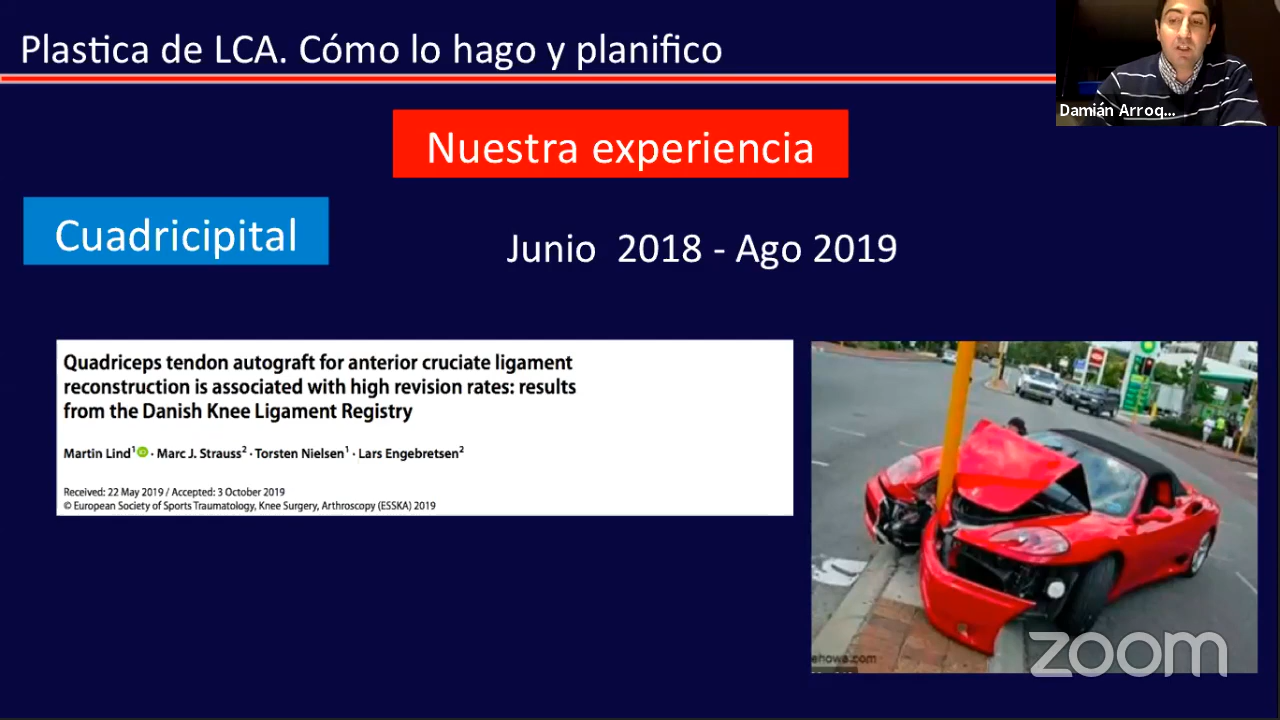 Plastica de LCA. Cómo lo hago y planifico
Damián Arroq...
Nuestra experiencia
Cuadricipital
Junio 2018 - Ago 2019
Quadriceps tendon autograft for anterior cruciate ligament
reconstruction is associated with high revision rates: results
from the Danish Knee Ligament Registry
Martin Lind1 · Marc J. Strauss2 · Torsten Nielsen1 · Lars Engebretsen2
Received: 22 May 2019 / Accepted: 3 October 2019
© European Society of Sports Traumatology, Knee Surgery, Arthroscopy (ESSKA) 2019
zoom